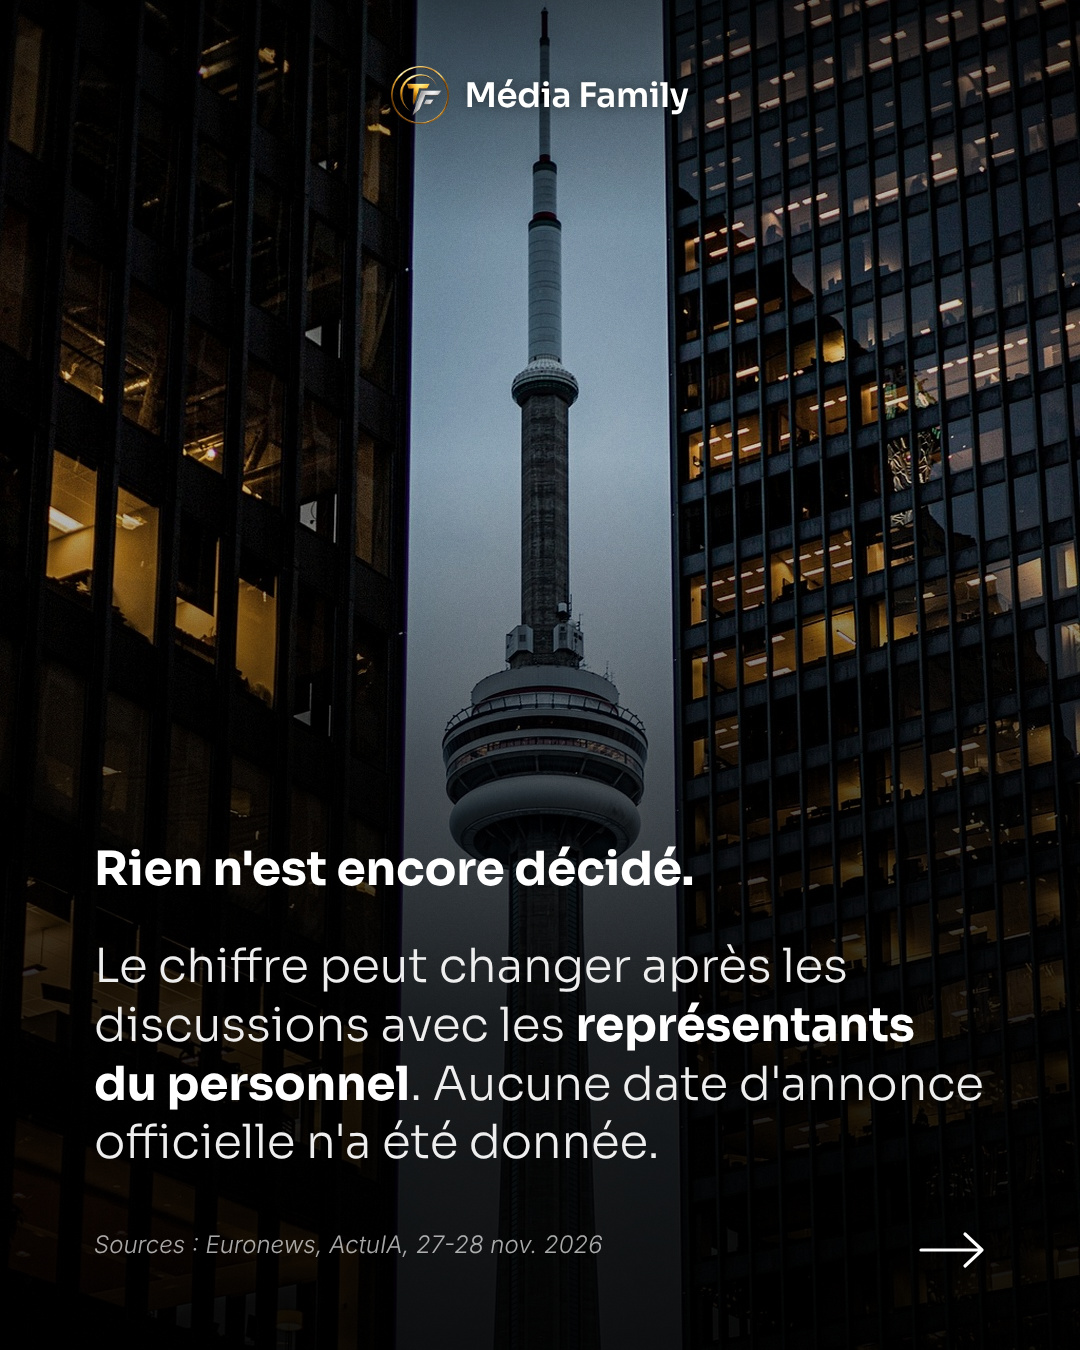 TF
Média Family
Rien n'est encore décidé.
Le chiffre peut changer après les
discussions avec les représentants
du personnel. Aucune date d'annonce
officielle n'a été donnée.
Sources : Euronews, ActuIA, 27-28 nov. 2026